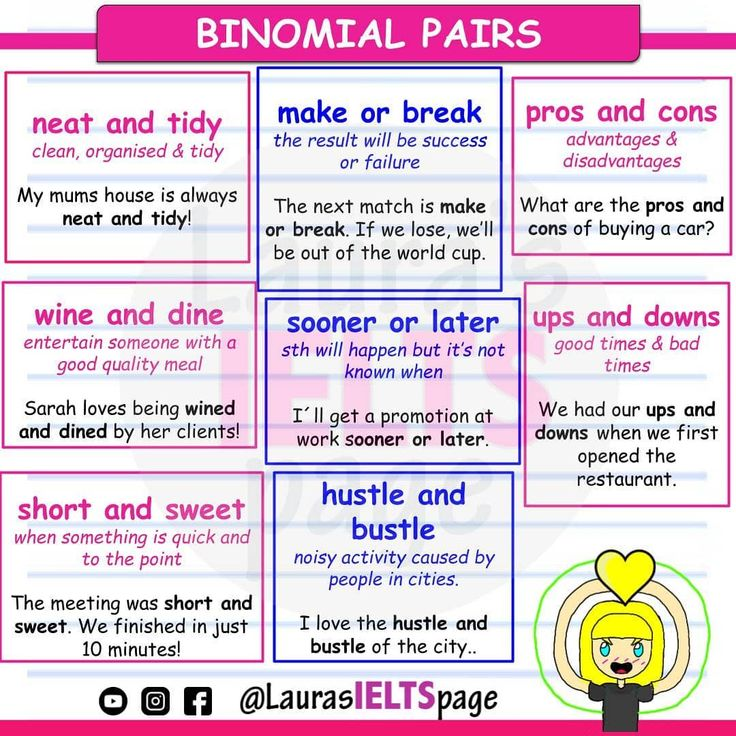 BINOMIAL PAIRS
neat and tidy
clean, organised & tidy
My mums house is always
neat and tidy!
make or break
the result will be success
or failure
The next match is make
or break. If we lose, we'll
be out of the world cup.
pros and cons
advantages &
disadvantages
What are the pros and
cons of buying a car?
wine and dine
entertain someone with a
good quality meal
Sarah loves being wined
and dined by her clients!
sooner or later
sth will happen but it's not
known when
I´ll get a promotion at
work sooner or later.
ups and downs
good times & bad
times
We had our ups and
downs when we first
opened the
restaurant.
short and sweet
when something is quick and
to the point
The meeting was short and
sweet. We finished in just
10 minutes!
hustle and
bustle
noisy activity caused by
people in cities.
I love the hustle and
bustle of the city..
Laura's
IELTS
page
@LaurasIELTSpage